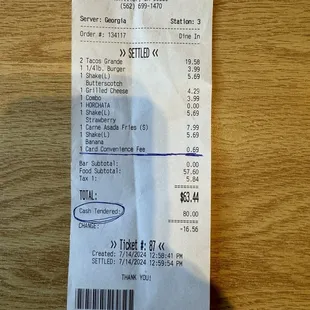 (562) 699-1470
Server: Georgia Station: 3
Order #: 134117 Dine In
>> SETTLED <<
2 Tacos Grande 19.58
1 1/4lb. Burger 3.99
1 Shake(L) 5.69
Butterscotch
1 Grilled Cheese 4.29
1 Combo 3.99
1 HORCHATA 0.00
1 Shake(L) 5.69
Strawberry
1 Carne Asada Fries (S) 7.99
1 Shake(L) 5.69
Banana
1 Card Convenience Fee 0.69
Bar Subtotal: 0.00
Food Subtotal: 57.60
Tax 1: 5.84
TOTAL: $63.44
Cash Tendered: 80.00
CHANGE: -16.56
>> Ticket #: 87 <<
Created: 7/14/2024 12:58:41 PM
SETTLED: 7/14/2024 12:59:54 PM
THANK YOU!